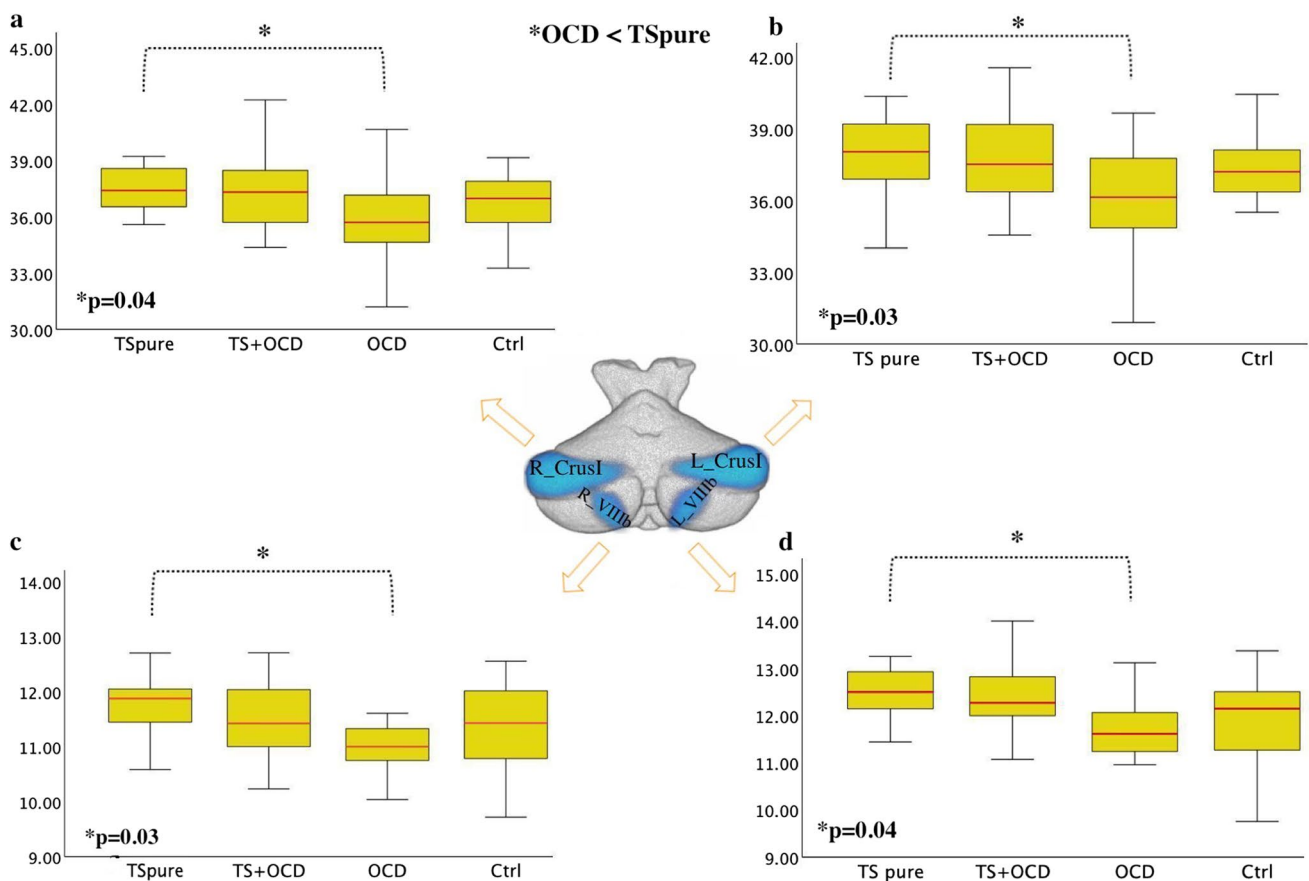 a
*OCD < TSpure
b
45.00
42.00
39.00
36.00
33.00
30.00
*
*p=0.04
TSpure TS+OCD OCD Ctrl
42.00
39.00
36.00
33.00
30.00
*
*p=0.03
TS pure TS+OCD OCD Ctrl
R_CrusI
L_CrusI
R_VIIIb
L_VIIIb
c
14.00
13.00
12.00
11.00
10.00
9.00
*
*p=0.03
TSpure TS+OCD OCD Ctrl
d
15.00
14.00
13.00
12.00
11.00
10.00
9.00
*
*p=0.04
TS pure TS+OCD OCD Ctrl